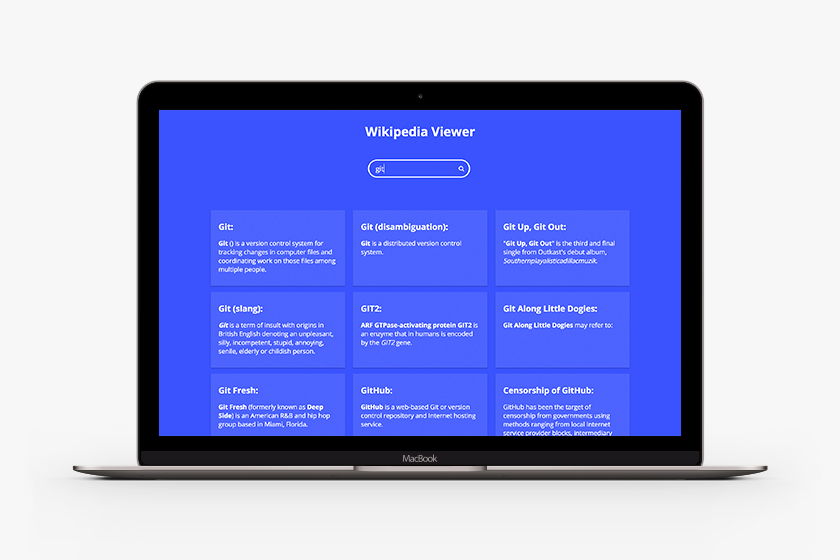 Wikipedia Viewer
git
Git:
Git () is a version control system for
tracking changes in computer files and
coordinating work on those files among
multiple people.
Git (disambiguation):
Git is a distributed version control
system.
Git Up, Git Out:
"Git Up, Git Out" is the third and final
single from Outkast's debut album,
Southernplayalisticadillacmuzik.
Git (slang):
Git is a term of insult with origins in
British English denoting an unpleasant,
silly, incompetent, stupid, annoying,
senile, elderly or childish person.
GIT2:
ARF GTPase-activating protein GIT2 is
an enzyme that in humans is encoded
by the GIT2 gene.
Git Along Little Dogies:
Git Along Little Dogies may refer to:
Git Fresh:
Git Fresh (formerly known as Deep
Side) is an American R&B and hip hop
group based in Miami, Florida.
GitHub:
GitHub is a web-based Git or version
control repository and Internet hosting
service.
Censorship of GitHub:
GitHub has been the target of
censorship from governments using
methods ranging from local Internet
service provider blocks, intermediary
MacBook